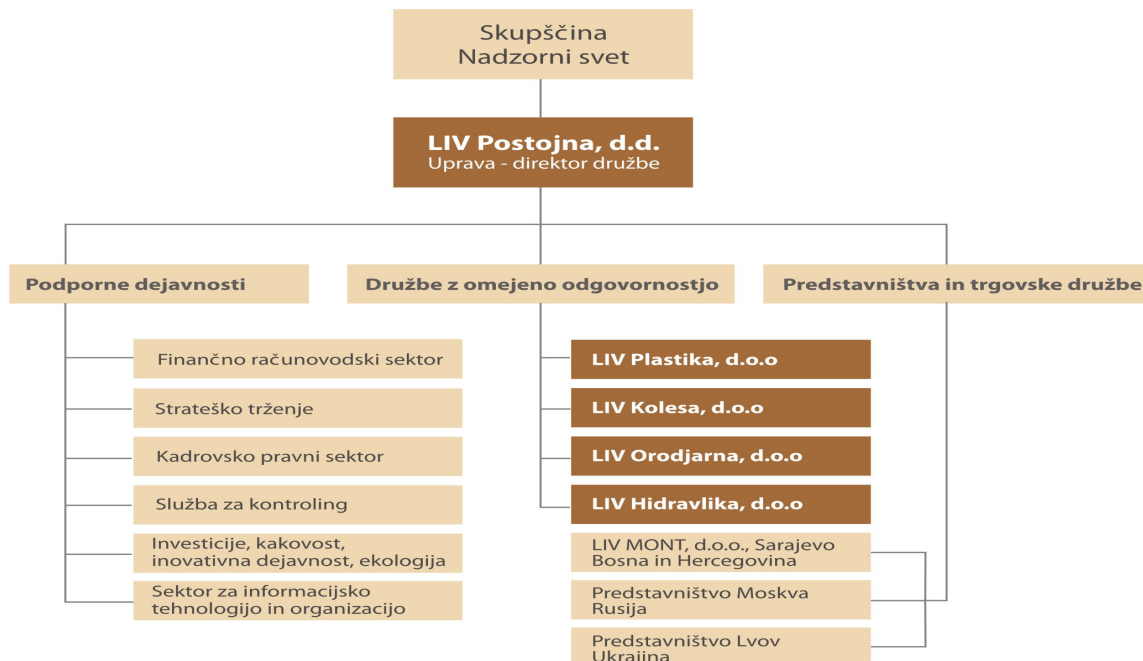 Skupščina
Nadzorni svet
LIV Postojna, d.d.
Uprava - direktor družbe
Podporne dejavnosti
Družbe z omejeno odgovornostjo
Predstavništva in trgovske družbe
Finančno računovodski sektor
Strateško trženje
Kadrovsko pravni sektor
Služba za kontroling
Investicije, kakovost,
inovativna dejavnost, ekologija
Sektor za informacijsko
tehnologijo in organizacijo
LIV Plastika, d.o.o
LIV Kolesa, d.o.o
LIV Orodjarna, d.o.o
LIV Hidravlika, d.o.o
LIV MONT, d.o.o., Sarajevo
Bosna in Hercegovina
Predstavništvo Moskva
Rusija
Predstavništvo Lvov
Ukrajina